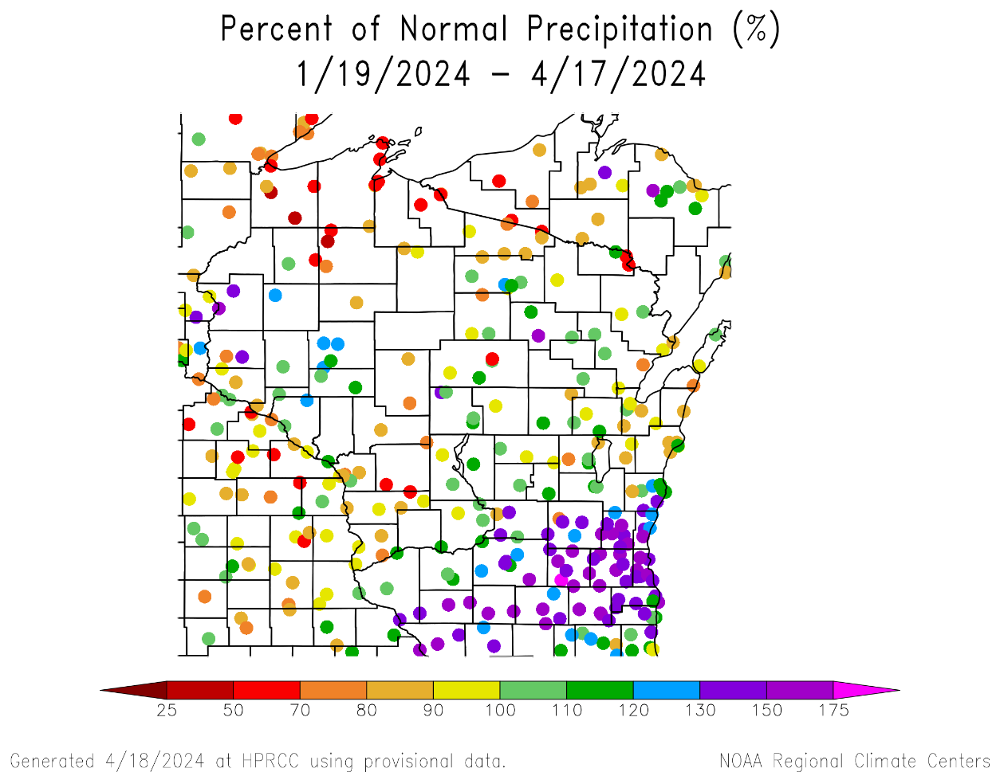 Percent of Normal Precipitation (%)
1/19/2024 – 4/17/2024
25 50 70 80 90 100 110 120 130 150 175
Generated 4/18/2024 at HPRCC using provisional data.
NOAA Regional Climate Centers